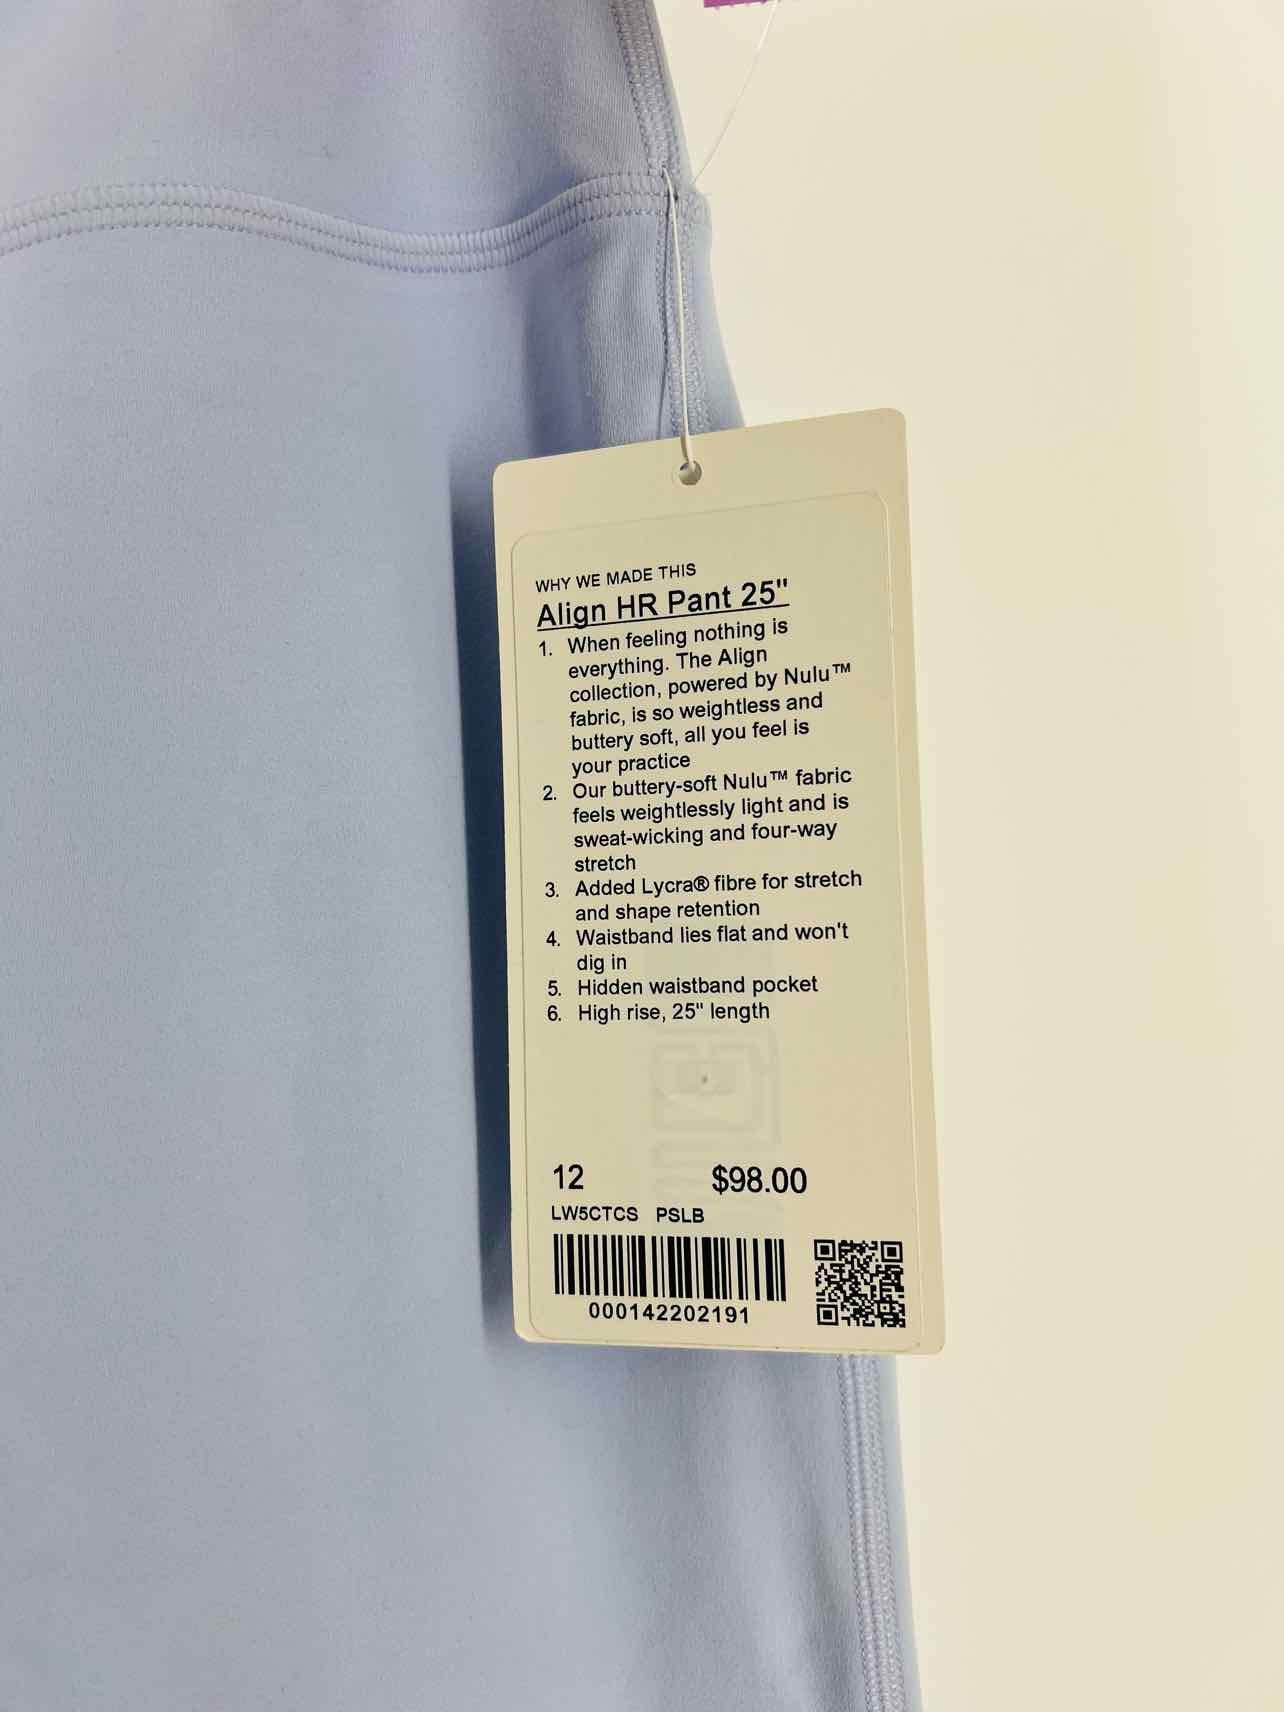 WHY WE MADE THIS
Align HR Pant 25"
1. When feeling nothing is
everything. The Align
collection, powered by Nulu™
fabric, is so weightless and
buttery soft, all you feel is
your practice
2. Our buttery-soft Nulu™ fabric
feels weightlessly light and is
sweat-wicking and four-way
stretch
3. Added Lycra® fibre for stretch
and shape retention
4. Waistband lies flat and won't
dig in
5. Hidden waistband pocket
6. High rise, 25" length
12 $98.00
LW5CTCS PSLB
000142202191